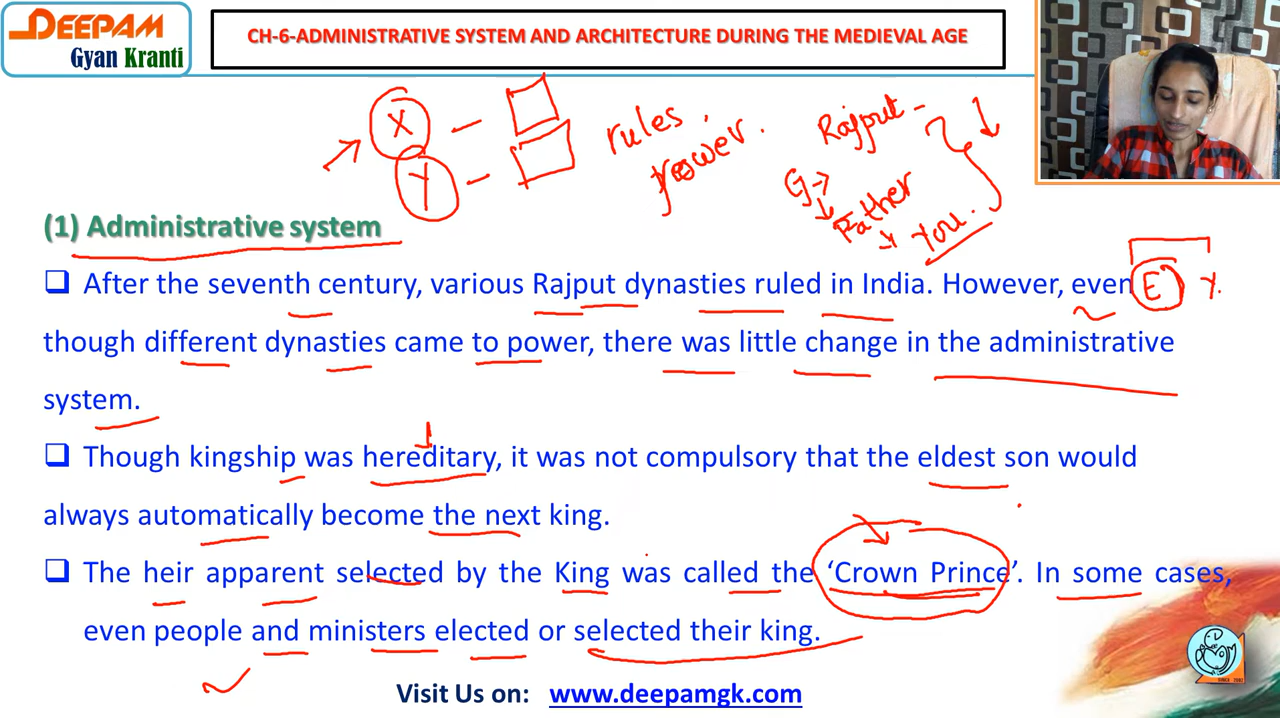 DEEPAM
Gyan Kranti
CH-6-ADMINISTRATIVE SYSTEM AND ARCHITECTURE DURING THE MEDIEVAL AGE
X
Y
rules.
power.
Rajput -
G →
Father
You.
(1) Administrative system
❑ After the seventh century, various Rajput dynasties ruled in India. However, even E Y.
though different dynasties came to power, there was little change in the administrative
system.
❑ Though kingship was hereditary, it was not compulsory that the eldest son would
always automatically become the next king.
❑ The heir apparent selected by the King was called the ‘Crown Prince’. In some cases,
even people and ministers elected or selected their king.
Visit Us on: www.deepamgk.com